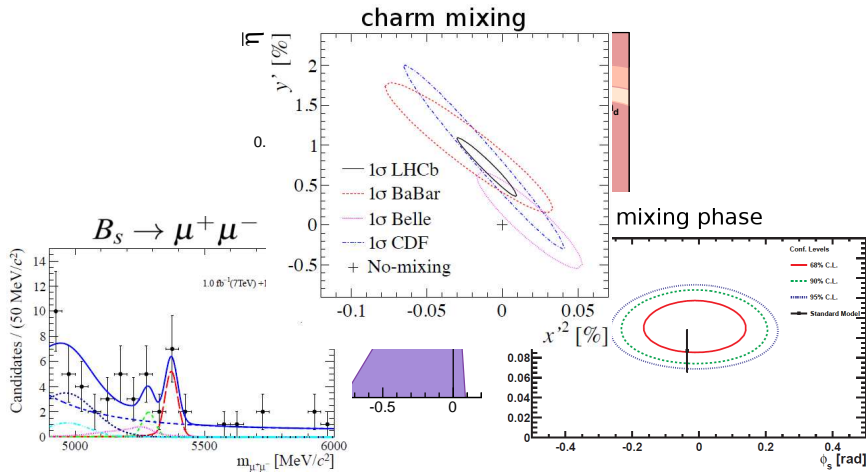 charm mixing
η̅
y' [%]
2
1.5
1
0.5
0
-0.5
1σ LHCb
1σ BaBar
1σ Belle
1σ CDF
No-mixing
-0.1 -0.05 0 0.05
x'² [%]
0.
d
B_s → μ⁺ μ⁻
Candidates / (50 MeV/c²)
14
12
10
8
6
4
2
0
1.0 fb⁻¹(7TeV) +
5000 5500 6000
m_μ⁺μ⁻ [MeV/c²]
-0.5 0
mixing phase
Conf. Levels
68% C.L.
90% C.L.
95% C.L.
Standard Model
0.08
0.06
0.04
0.02
0
-0.4 -0.2 0 0.2 0.4
ϕ_s [rad]